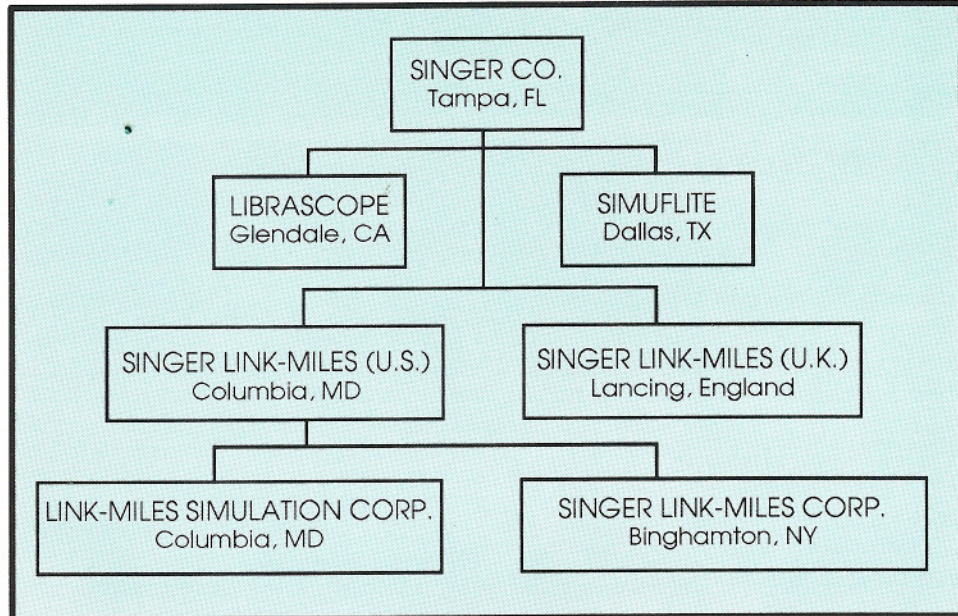 SINGER CO.
Tampa, FL
LIBRASCOPE
Glendale, CA
SIMUFLITE
Dallas, TX
SINGER LINK-MILES (U.S.)
Columbia, MD
SINGER LINK-MILES (U.K.)
Lancing, England
LINK-MILES SIMULATION CORP.
Columbia, MD
SINGER LINK-MILES CORP.
Binghamton, NY